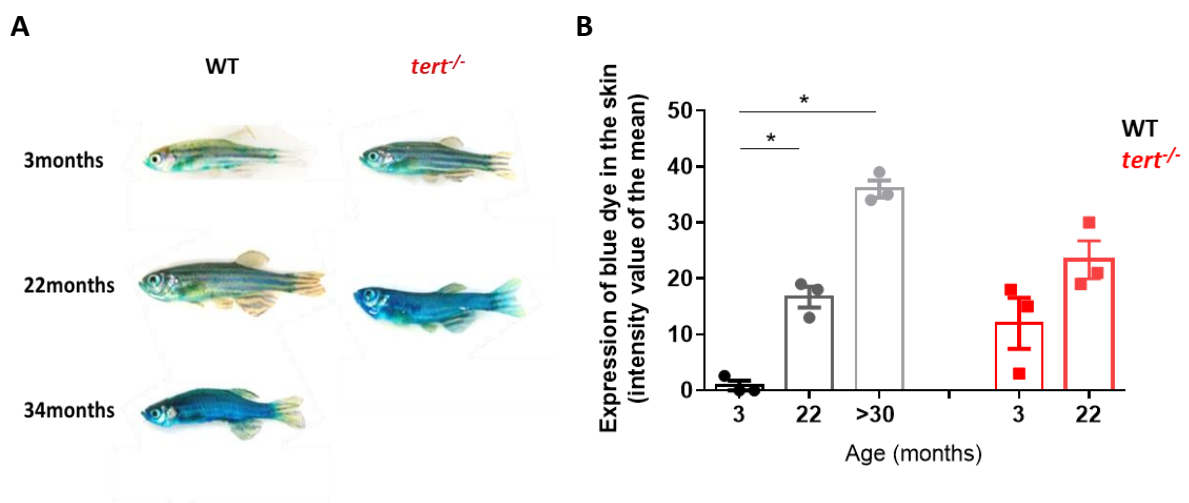 A
WT
tert-/-
3months
22months
34months
B
Expression of blue dye in the skin
(intensity value of the mean)
50
40
30
20
10
0
*
*
3
22
>30
3
22
Age (months)
WT
tert-/-